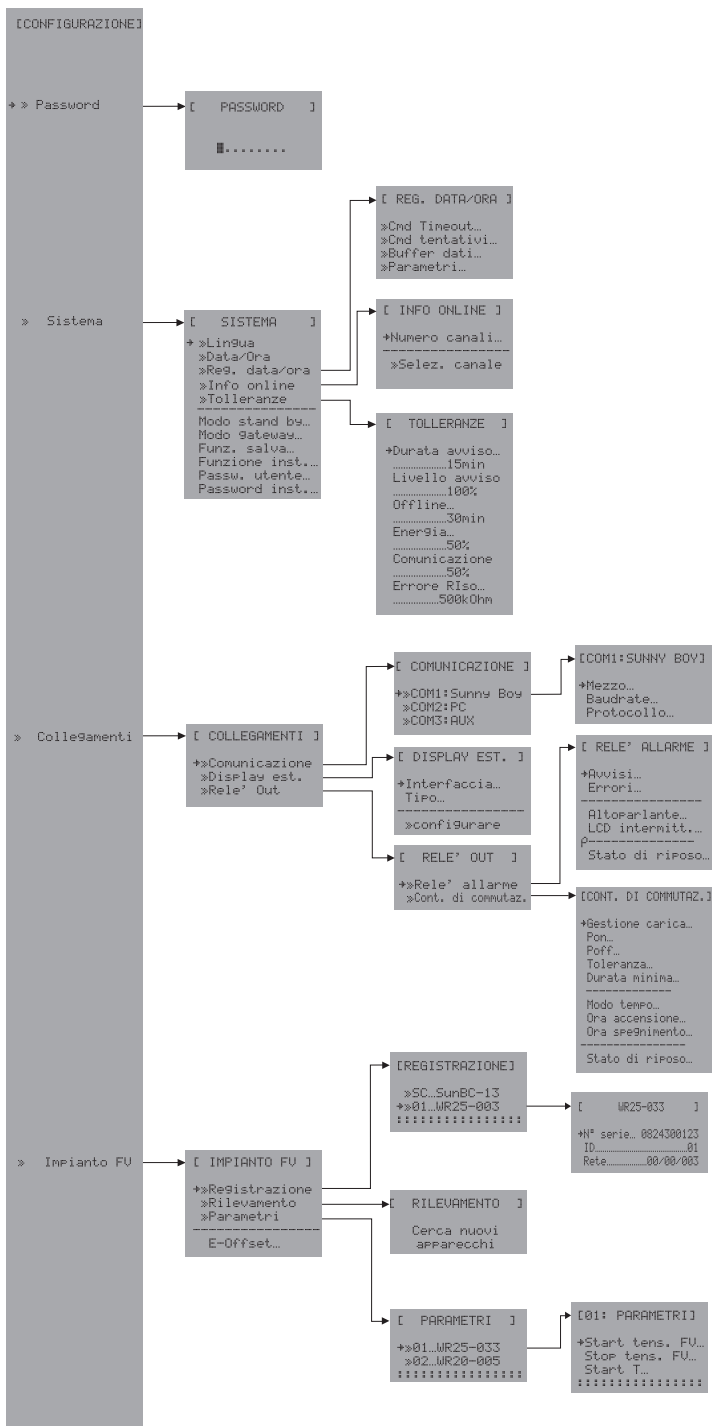 [CONFIGURAZIONE]
→ » Password
[ PASSWORD ]
........
» Sistema
[ SISTEMA ]
→ »Lingua
»Data/Ora
»Reg. data/ora
»Info online
»Tolleranze
--------------
Modo stand by…
Modo gateway…
Funz. salva…
Funzione inst.…
Passw. utente…
Password inst.…
[ REG. DATA/ORA ]
»Cmd Timeout…
»Cmd tentativi…
»Buffer dati…
»Parametri…
[ INFO ONLINE ]
→Numero canali…
----------------
»Selez. canale
[ TOLLERANZE ]
→Durata avviso…
....................15min
Livello avviso
....................100%
Offline…
....................30min
Energia…
....................50%
Comunicazione
....................50%
Errore RIso…
.................500kOhm
» Collegamenti
[ COLLEGAMENTI ]
→»Comunicazione
»Display est.
»Rele' Out
[ COMUNICAZIONE ]
→»COM1:Sunny Boy
»COM2:PC
»COM3:AUX
[COM1:SUNNY BOY]
→Mezzo…
Baudrate…
Protocollo…
[ DISPLAY EST. ]
→Interfaccia…
Tipo…
----------------
»configurare
[ RELE' OUT ]
→»Rele' allarme
»Cont. di commutaz.
[ RELE' ALLARME ]
→Avvisi…
Errori…
----------------
Altoparlante…
LCD intermitt.…
ρ---------------
Stato di riposo…
[CONT. DI COMMUTAZ.]
→Gestione carica…
Pon…
Poff…
Toleranza…
Durata minima…
-------------
Modo tempo…
Ora accensione…
Ora spegnimento…
----------------
Stato di riposo…
» Impianto FV
[ IMPIANTO FV ]
→»Registrazione
»Rilevamento
»Parametri
---------------
E-Offset…
[REGISTRAZIONE]
»SC…SunBC-13
→»01…WR25-003
::::::::::::::::
[ WR25-033 ]
→N° serie… 0824300123
ID……………01
Rete……………00/00/003
[ RILEVAMENTO ]
Cerca nuovi
apparecchi
[ PARAMETRI ]
→»01…WR25-033
»02…WR20-005
::::::::::::::::
[01: PARAMETRI]
→Start tens. FV…
Stop tens. FV…
Start T…
::::::::::::::::